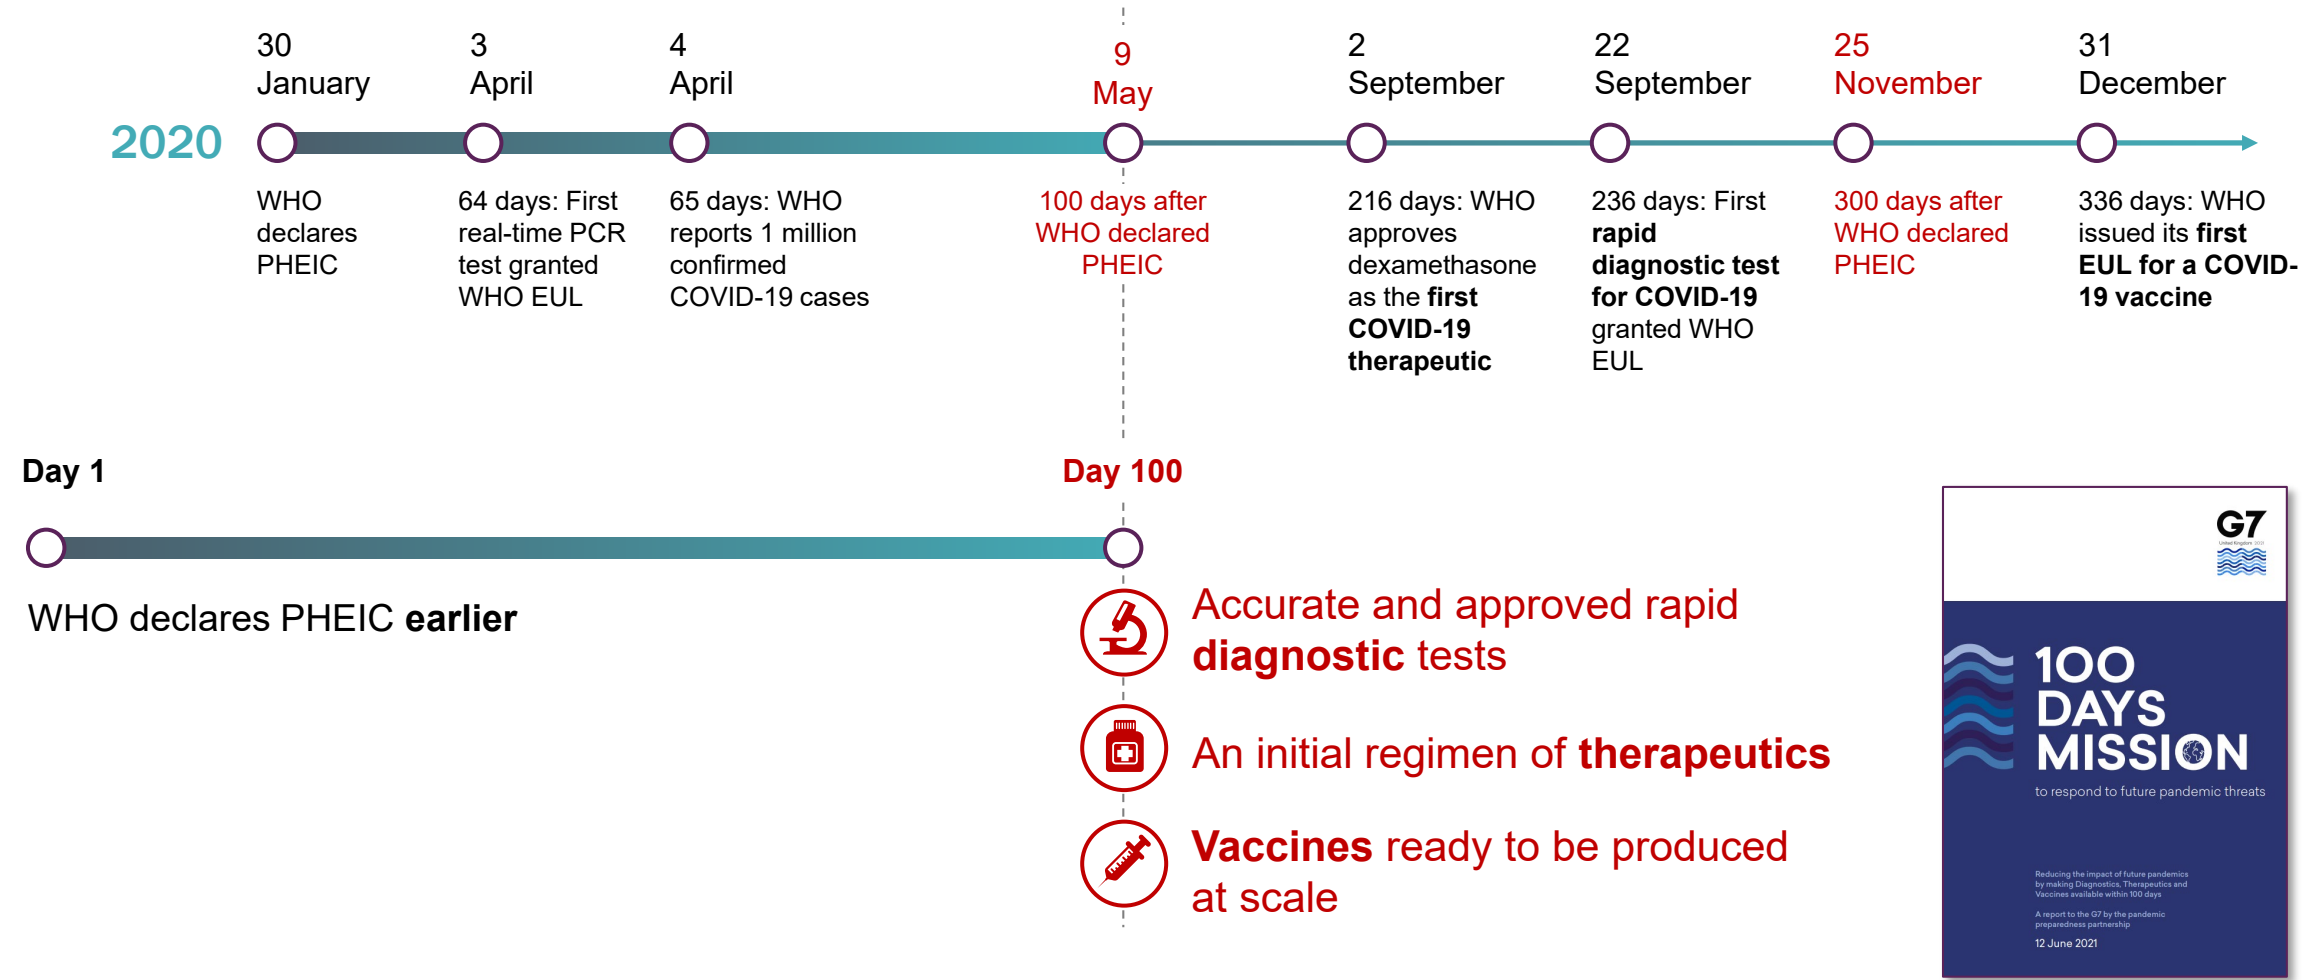 2020
30
January
WHO
declares
PHEIC
3
April
64 days: First
real-time PCR
test granted
WHO EUL
4
April
65 days: WHO
reports 1 million
confirmed
COVID-19 cases
9
May
100 days after
WHO declared
PHEIC
2
September
216 days: WHO
approves
dexamethasone
as the first
COVID-19
therapeutic
22
September
236 days: First
rapid
diagnostic test
for COVID-19
granted WHO
EUL
25
November
300 days after
WHO declared
PHEIC
31
December
336 days: WHO
issued its first
EUL for a COVID-
19 vaccine
Day 1
Day 100
WHO declares PHEIC earlier
Accurate and approved rapid
diagnostic tests
An initial regimen of therapeutics
Vaccines ready to be produced
at scale
G7
United Kingdom 2021
100
DAYS
MISSION
to respond to future pandemic threats
Reducing the impact of future pandemics
by making Diagnostics, Therapeutics and
Vaccines available within 100 days
A report to the G7 by the pandemic
preparedness partnership
12 June 2021